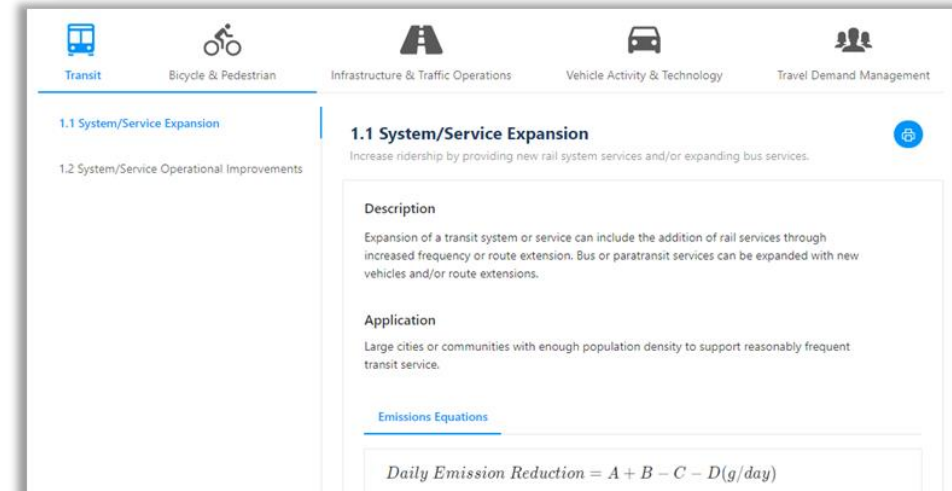 Transit
Bicycle & Pedestrian
Infrastructure & Traffic Operations
Vehicle Activity & Technology
Travel Demand Management
1.1 System/Service Expansion
1.2 System/Service Operational Improvements
1.1 System/Service Expansion
Increase ridership by providing new rail system services and/or expanding bus services.
Description
Expansion of a transit system or service can include the addition of rail services through
increased frequency or route extension. Bus or paratransit services can be expanded with new
vehicles and/or route extensions.
Application
Large cities or communities with enough population density to support reasonably frequent
transit service.
Emissions Equations
Daily Emission Reduction = A + B − C − D(g/day)